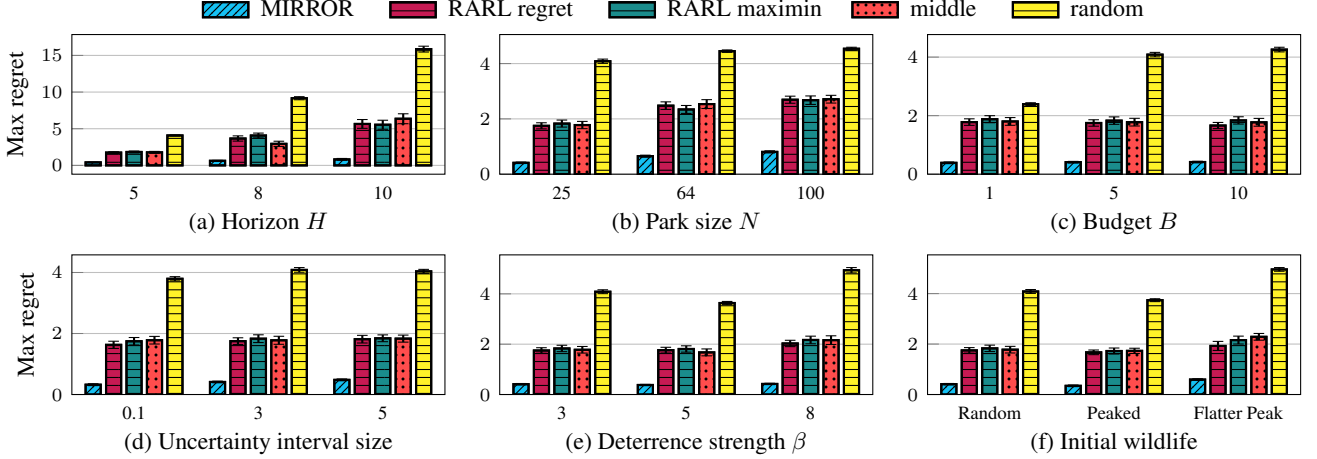 MIRROR RARL regret RARL maximin middle random
Max regret
15
10
5
0
5 8 10
(a) Horizon H
4
2
0
25 64 100
(b) Park size N
4
2
0
1 5 10
(c) Budget B
Max regret
4
2
0
0.1 3 5
(d) Uncertainty interval size
4
2
0
3 5 8
(e) Deterrence strength β
4
2
0
Random Peaked Flatter Peak
(f) Initial wildlife